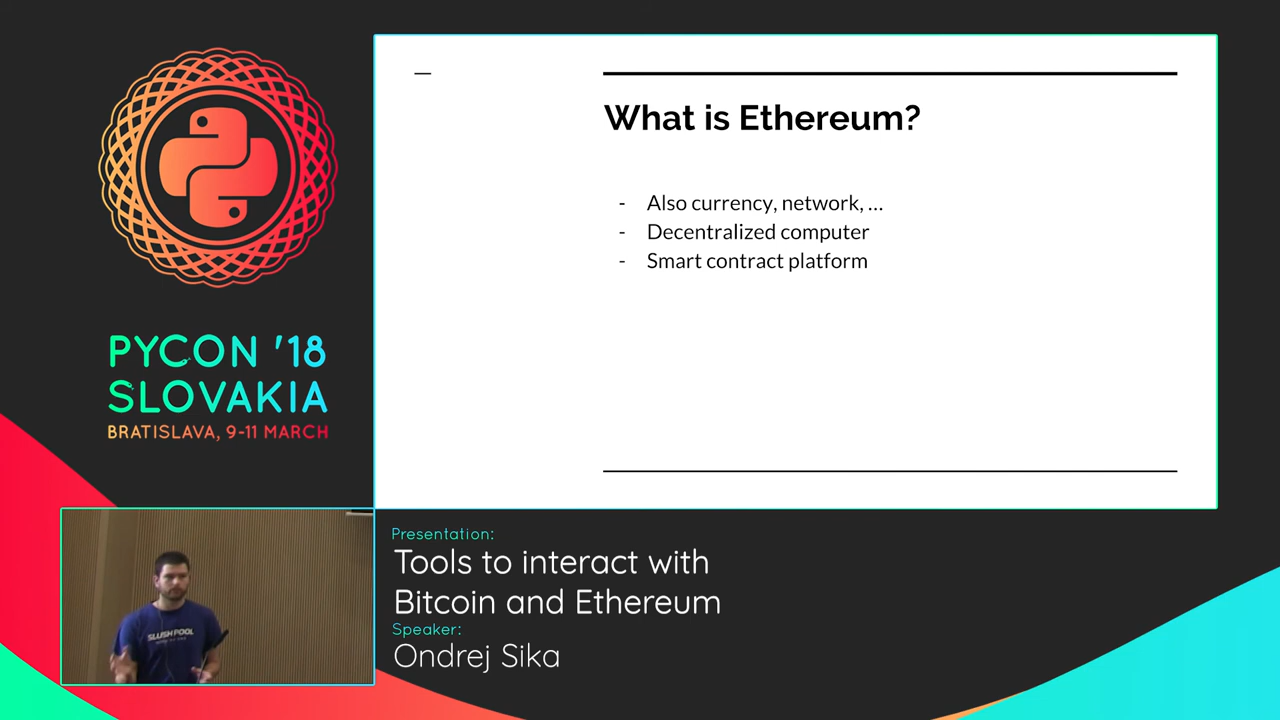 PYCON '18
SLOVAKIA
BRATISLAVA, 9-11 MARCH
What is Ethereum?
- Also currency, network, ...
- Decentralized computer
- Smart contract platform
SLUSH POOL
Presentation:
Tools to interact with
Bitcoin and Ethereum
Speaker:
Ondrej Sika